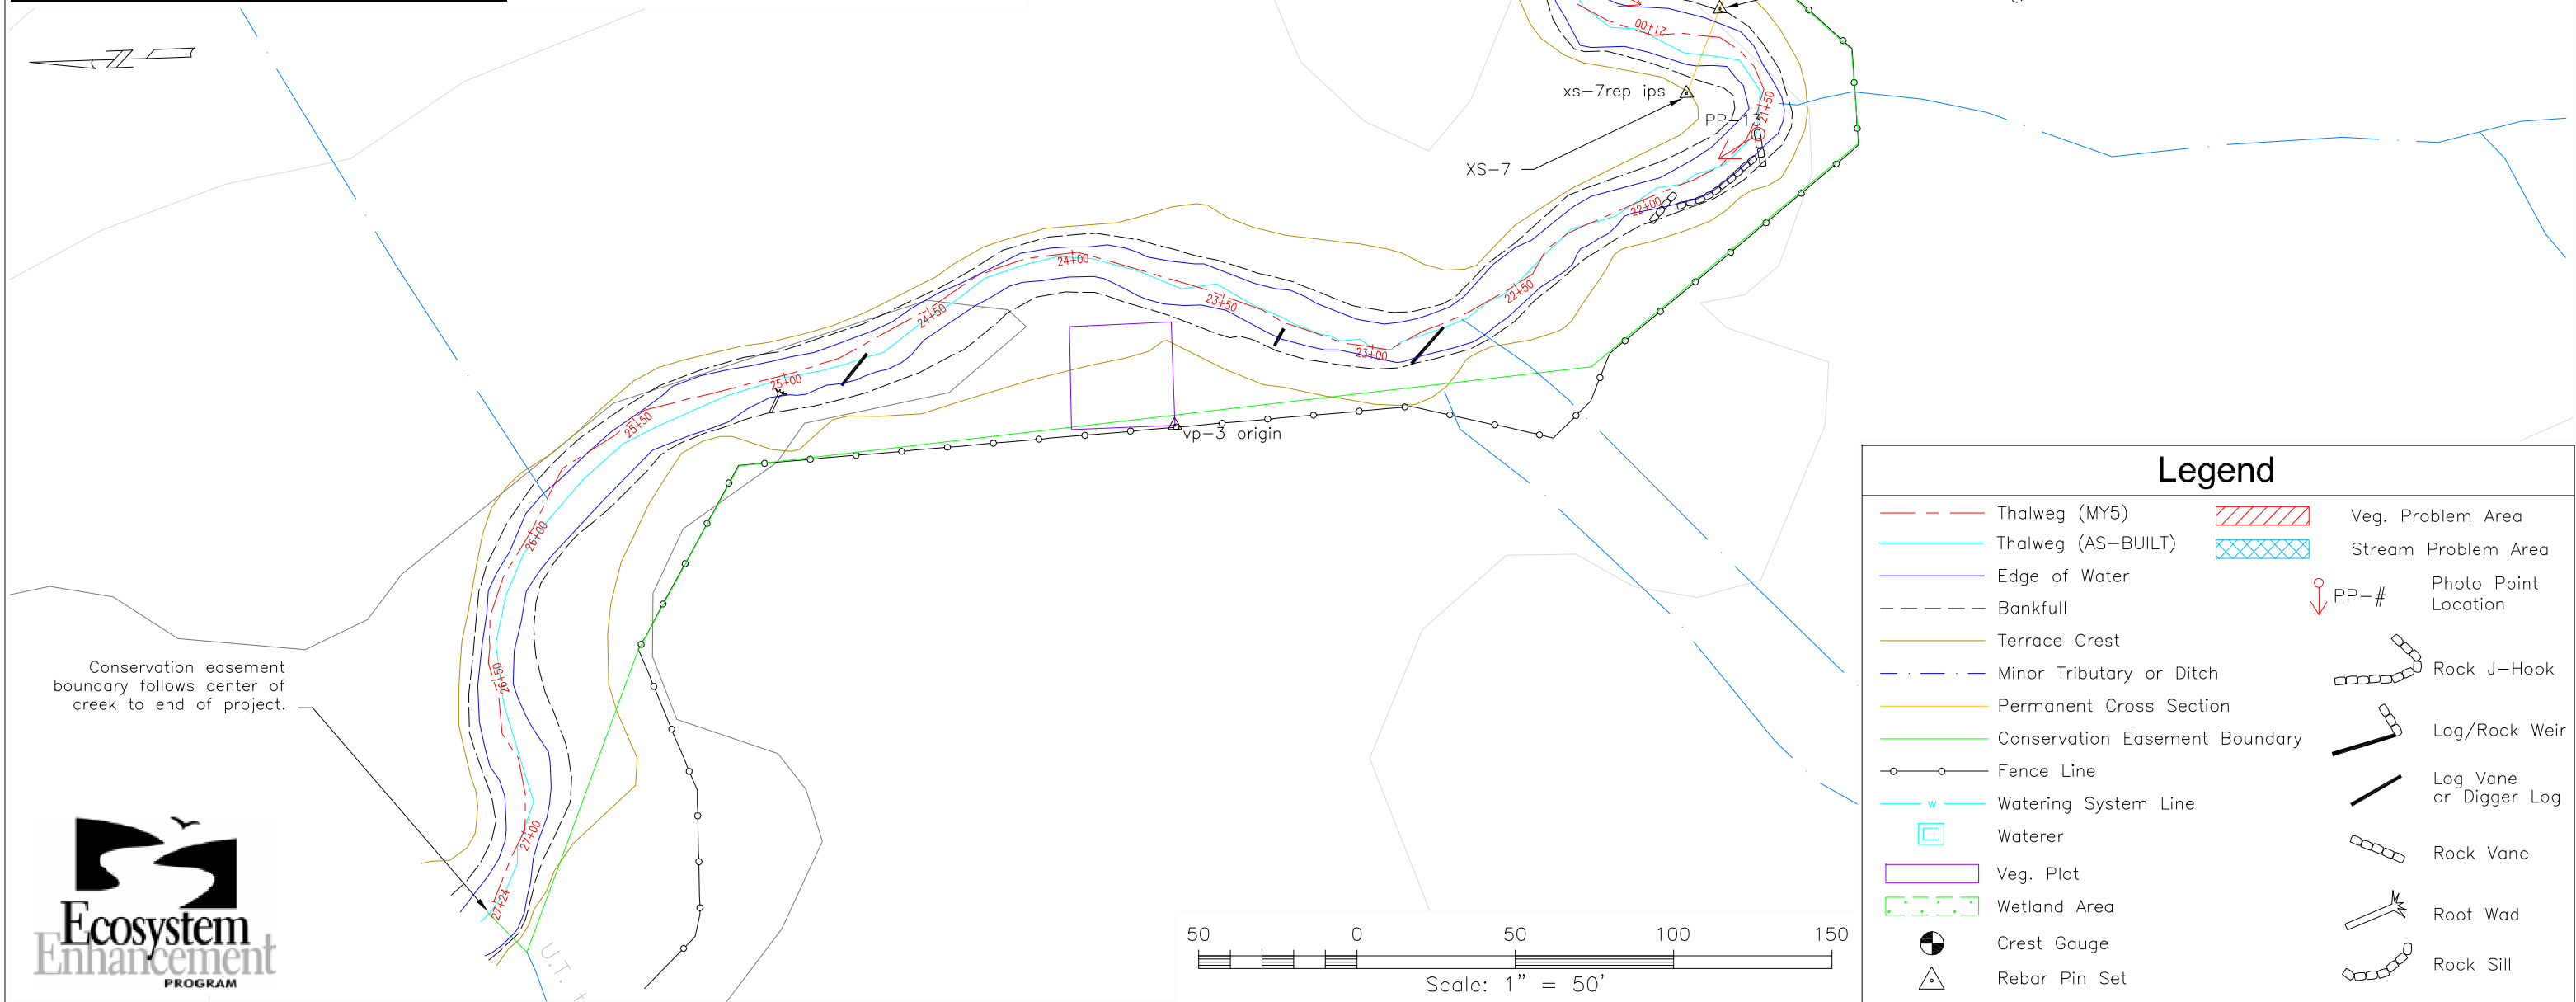 21+00
xs-7rep ips
21+50
PP-13
XS-7
22+00
24+00
22+50
23+50
24+50
23+00
25+00
25+50
vp-3 origin
26+00
26+50
Conservation easement
boundary follows center of
creek to end of project.
27+00
27+24
U.T.
Ecosystem
Enhancement
PROGRAM
50 0 50 100 150
Scale: 1" = 50'
Legend
Thalweg (MY5)
Thalweg (AS-BUILT)
Edge of Water
Bankfull
Terrace Crest
Minor Tributary or Ditch
Permanent Cross Section
Conservation Easement Boundary
Fence Line
W Watering System Line
Waterer
Veg. Plot
Wetland Area
Crest Gauge
Rebar Pin Set
Veg. Problem Area
Stream Problem Area
PP-# Photo Point
Location
Rock J-Hook
Log/Rock Weir
Log Vane
or Digger Log
Rock Vane
Root Wad
Rock Sill